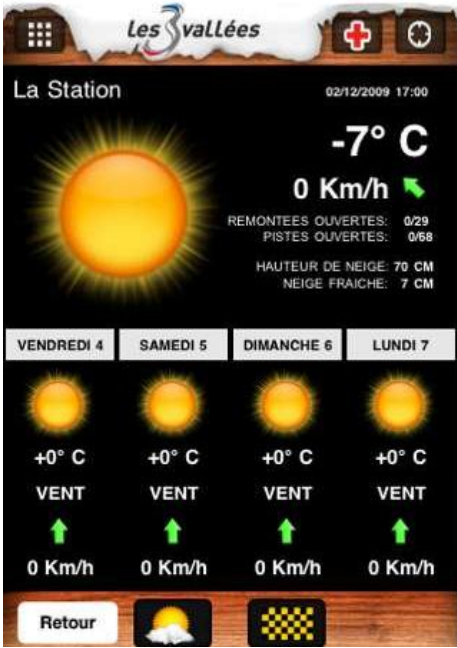 les 3 vallées
La Station
02/12/2009 17:00
-7° C
0 Km/h
REMONTEES OUVERTES: 0/29
PISTES OUVERTES: 0/68
HAUTEUR DE NEIGE: 70 CM
NEIGE FRAICHE: 7 CM
VENDREDI 4 SAMEDI 5 DIMANCHE 6 LUNDI 7
+0° C +0° C +0° C +0° C
VENT VENT VENT VENT
0 Km/h 0 Km/h 0 Km/h 0 Km/h
Retour